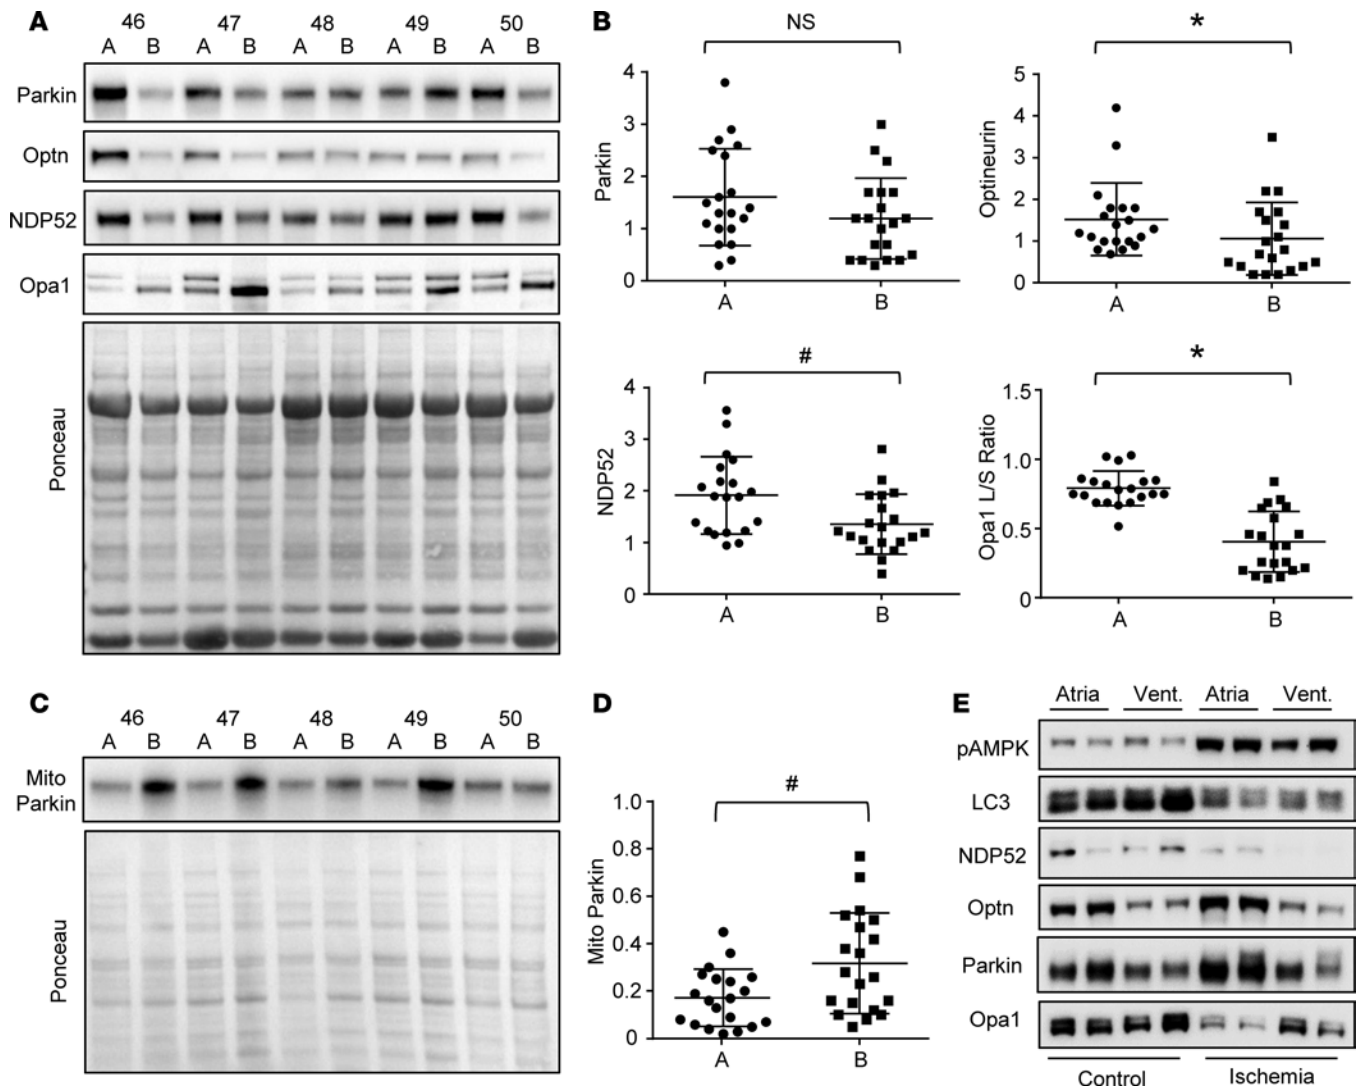 A
46 47 48 49 50
A B A B A B A B A B
Parkin
Optn
NDP52
Opa1
Ponceau
B
NS
Parkin
4
3
2
1
0
A B
*
Optineurin
5
4
3
2
1
0
A B
#
NDP52
4
3
2
1
0
A B
*
Opa1 L/S Ratio
1.5
1.0
0.5
0
A B
C
46 47 48 49 50
A B A B A B A B A B
Mito
Parkin
Ponceau
D
#
Mito Parkin
1.0
0.8
0.6
0.4
0.2
0
A B
E
Atria Vent. Atria Vent.
pAMPK
LC3
NDP52
Optn
Parkin
Opa1
Control Ischemia